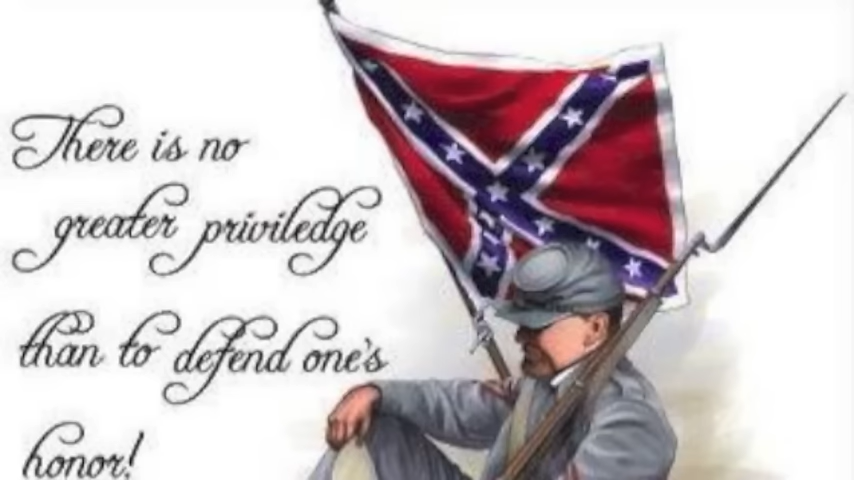 There is no
greater priviledge
than to defend one's
honor!